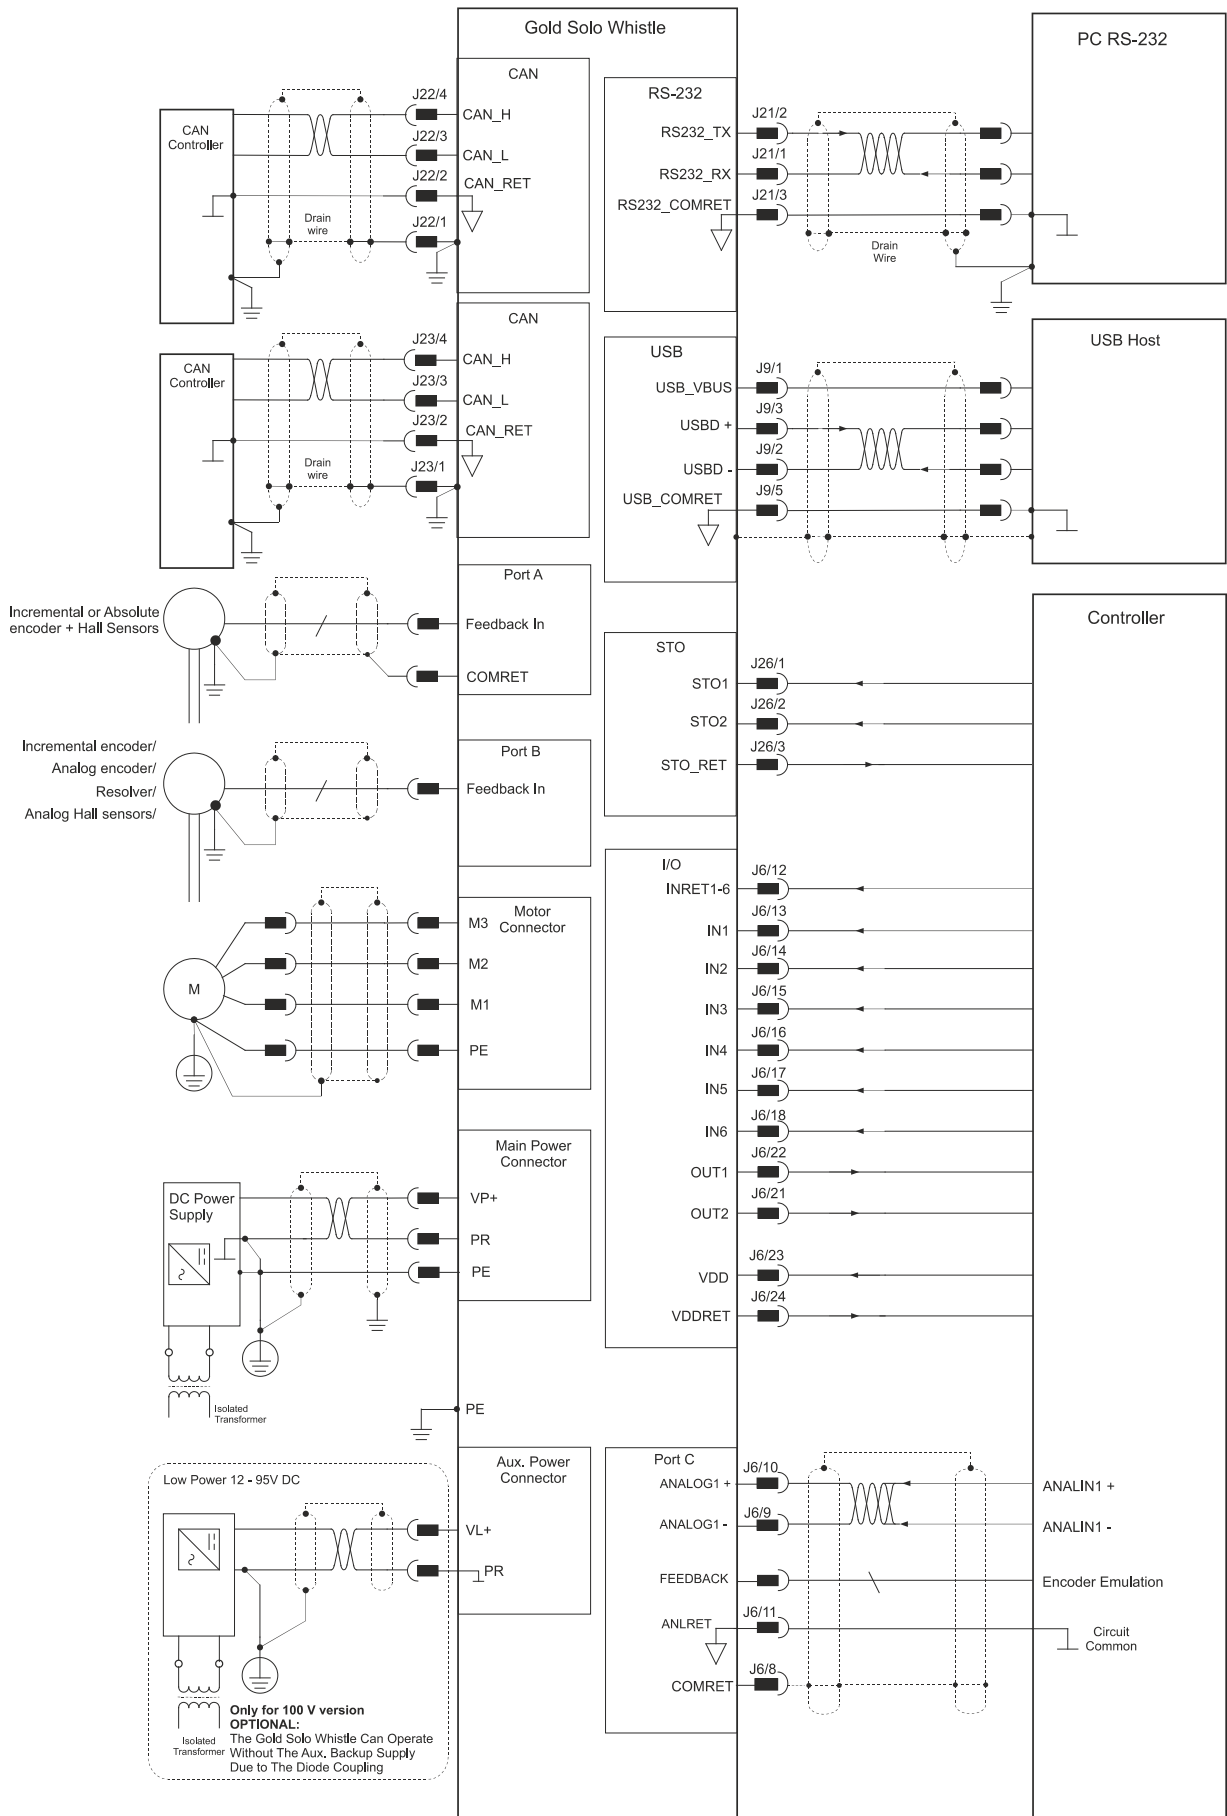 Gold Solo Whistle
CAN
CAN
Controller
J22/4
CAN_H
J22/3
CAN_L
J22/2
CAN_RET
Drain
wire
J22/1
CAN
CAN
Controller
J23/4
CAN_H
J23/3
CAN_L
J23/2
CAN_RET
Drain
wire
J23/1
Port A
Incremental or Absolute
encoder + Hall Sensors
Feedback In
COMRET
Port B
Incremental encoder/
Analog encoder/
Resolver/
Analog Hall sensors/
Feedback In
Motor
Connector
M3
M2
M
M1
PE
Main Power
Connector
DC Power
Supply
VP+
PR
PE
Isolated
Transformer
PE
Aux. Power
Connector
Low Power 12 - 95V DC
VL+
PR
Isolated
Transformer
Only for 100 V version
OPTIONAL:
The Gold Solo Whistle Can Operate
Without The Aux. Backup Supply
Due to The Diode Coupling
RS-232
PC RS-232
J21/2
RS232_TX
J21/1
RS232_RX
J21/3
RS232_COMRET
Drain
Wire
USB
USB Host
J9/1
USB_VBUS
J9/3
USBD +
J9/2
USBD -
J9/5
USB_COMRET
Controller
STO
J26/1
STO1
J26/2
STO2
J26/3
STO_RET
I/O
J6/12
INRET1-6
J6/13
IN1
J6/14
IN2
J6/15
IN3
J6/16
IN4
J6/17
IN5
J6/18
IN6
J6/22
OUT1
J6/21
OUT2
J6/23
VDD
J6/24
VDDRET
Port C
J6/10
ANALOG1 +
ANALIN1 +
J6/9
ANALOG1 -
ANALIN1 -
FEEDBACK
Encoder Emulation
J6/11
ANLRET
Circuit
Common
J6/8
COMRET